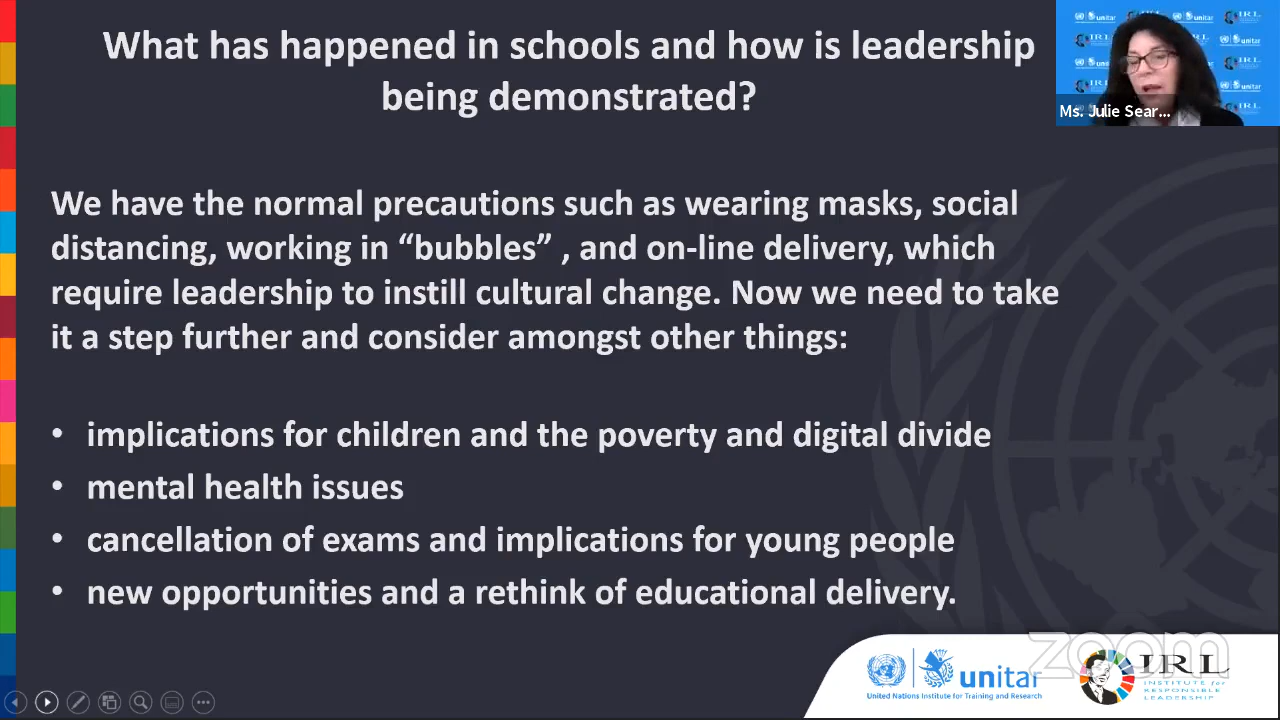 What has happened in schools and how is leadership
being demonstrated?
Ms. Julie Sear...
We have the normal precautions such as wearing masks, social
distancing, working in “bubbles” , and on-line delivery, which
require leadership to instill cultural change. Now we need to take
it a step further and consider amongst other things:
• implications for children and the poverty and digital divide
• mental health issues
• cancellation of exams and implications for young people
• new opportunities and a rethink of educational delivery.
unitar
United Nations Institute for Training and Research
zoom
IRL
INSTITUTE for
RESPONSIBLE
LEADERSHIP